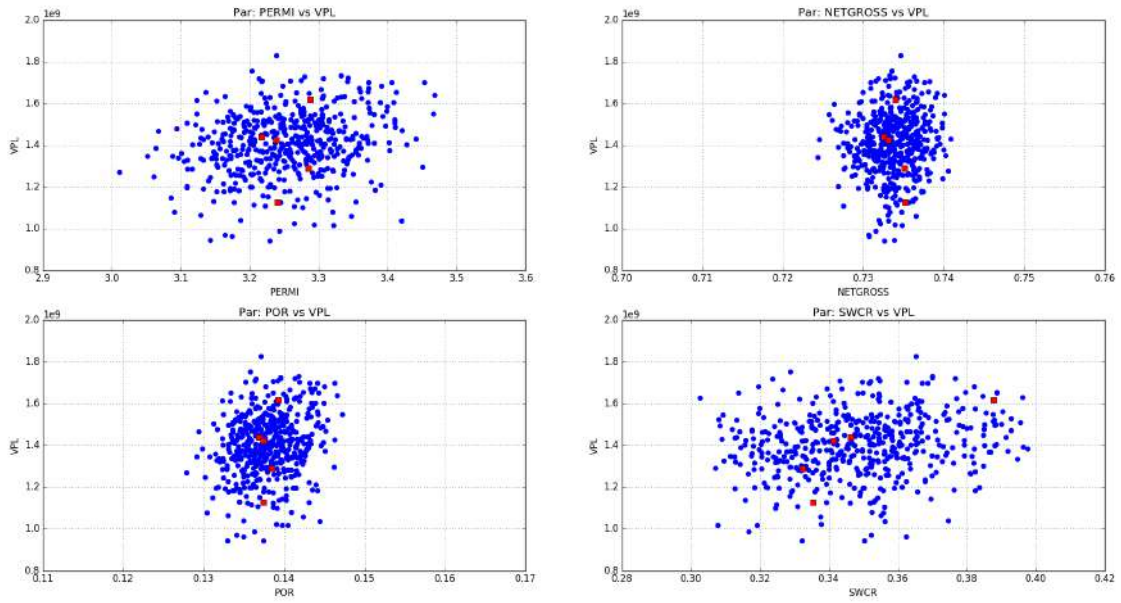 Par: PERMI vs VPL
1e9
2.0
1.8
1.6
1.4
1.2
1.0
0.8
VPL
2.9 3.0 3.1 3.2 3.3 3.4 3.5 3.6
PERMI
Par: NETGROSS vs VPL
1e9
2.0
1.8
1.6
1.4
1.2
1.0
0.8
VPL
0.70 0.71 0.72 0.73 0.74 0.75 0.76
NETGROSS
Par: POR vs VPL
1e9
2.0
1.8
1.6
1.4
1.2
1.0
0.8
VPL
0.11 0.12 0.13 0.14 0.15 0.16 0.17
POR
Par: SWCR vs VPL
1e9
2.0
1.8
1.6
1.4
1.2
1.0
0.8
VPL
0.28 0.30 0.32 0.34 0.36 0.38 0.40 0.42
SWCR